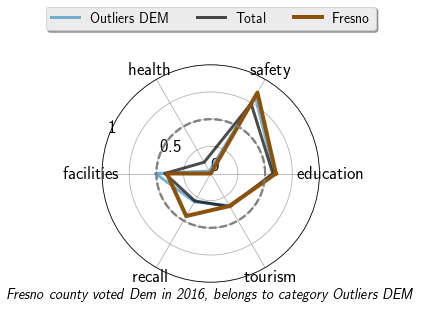 Outliers DEM Total Fresno
health safety
1
0.5
0
facilities education
recall tourism
Fresno county voted Dem in 2016, belongs to category Outliers DEM